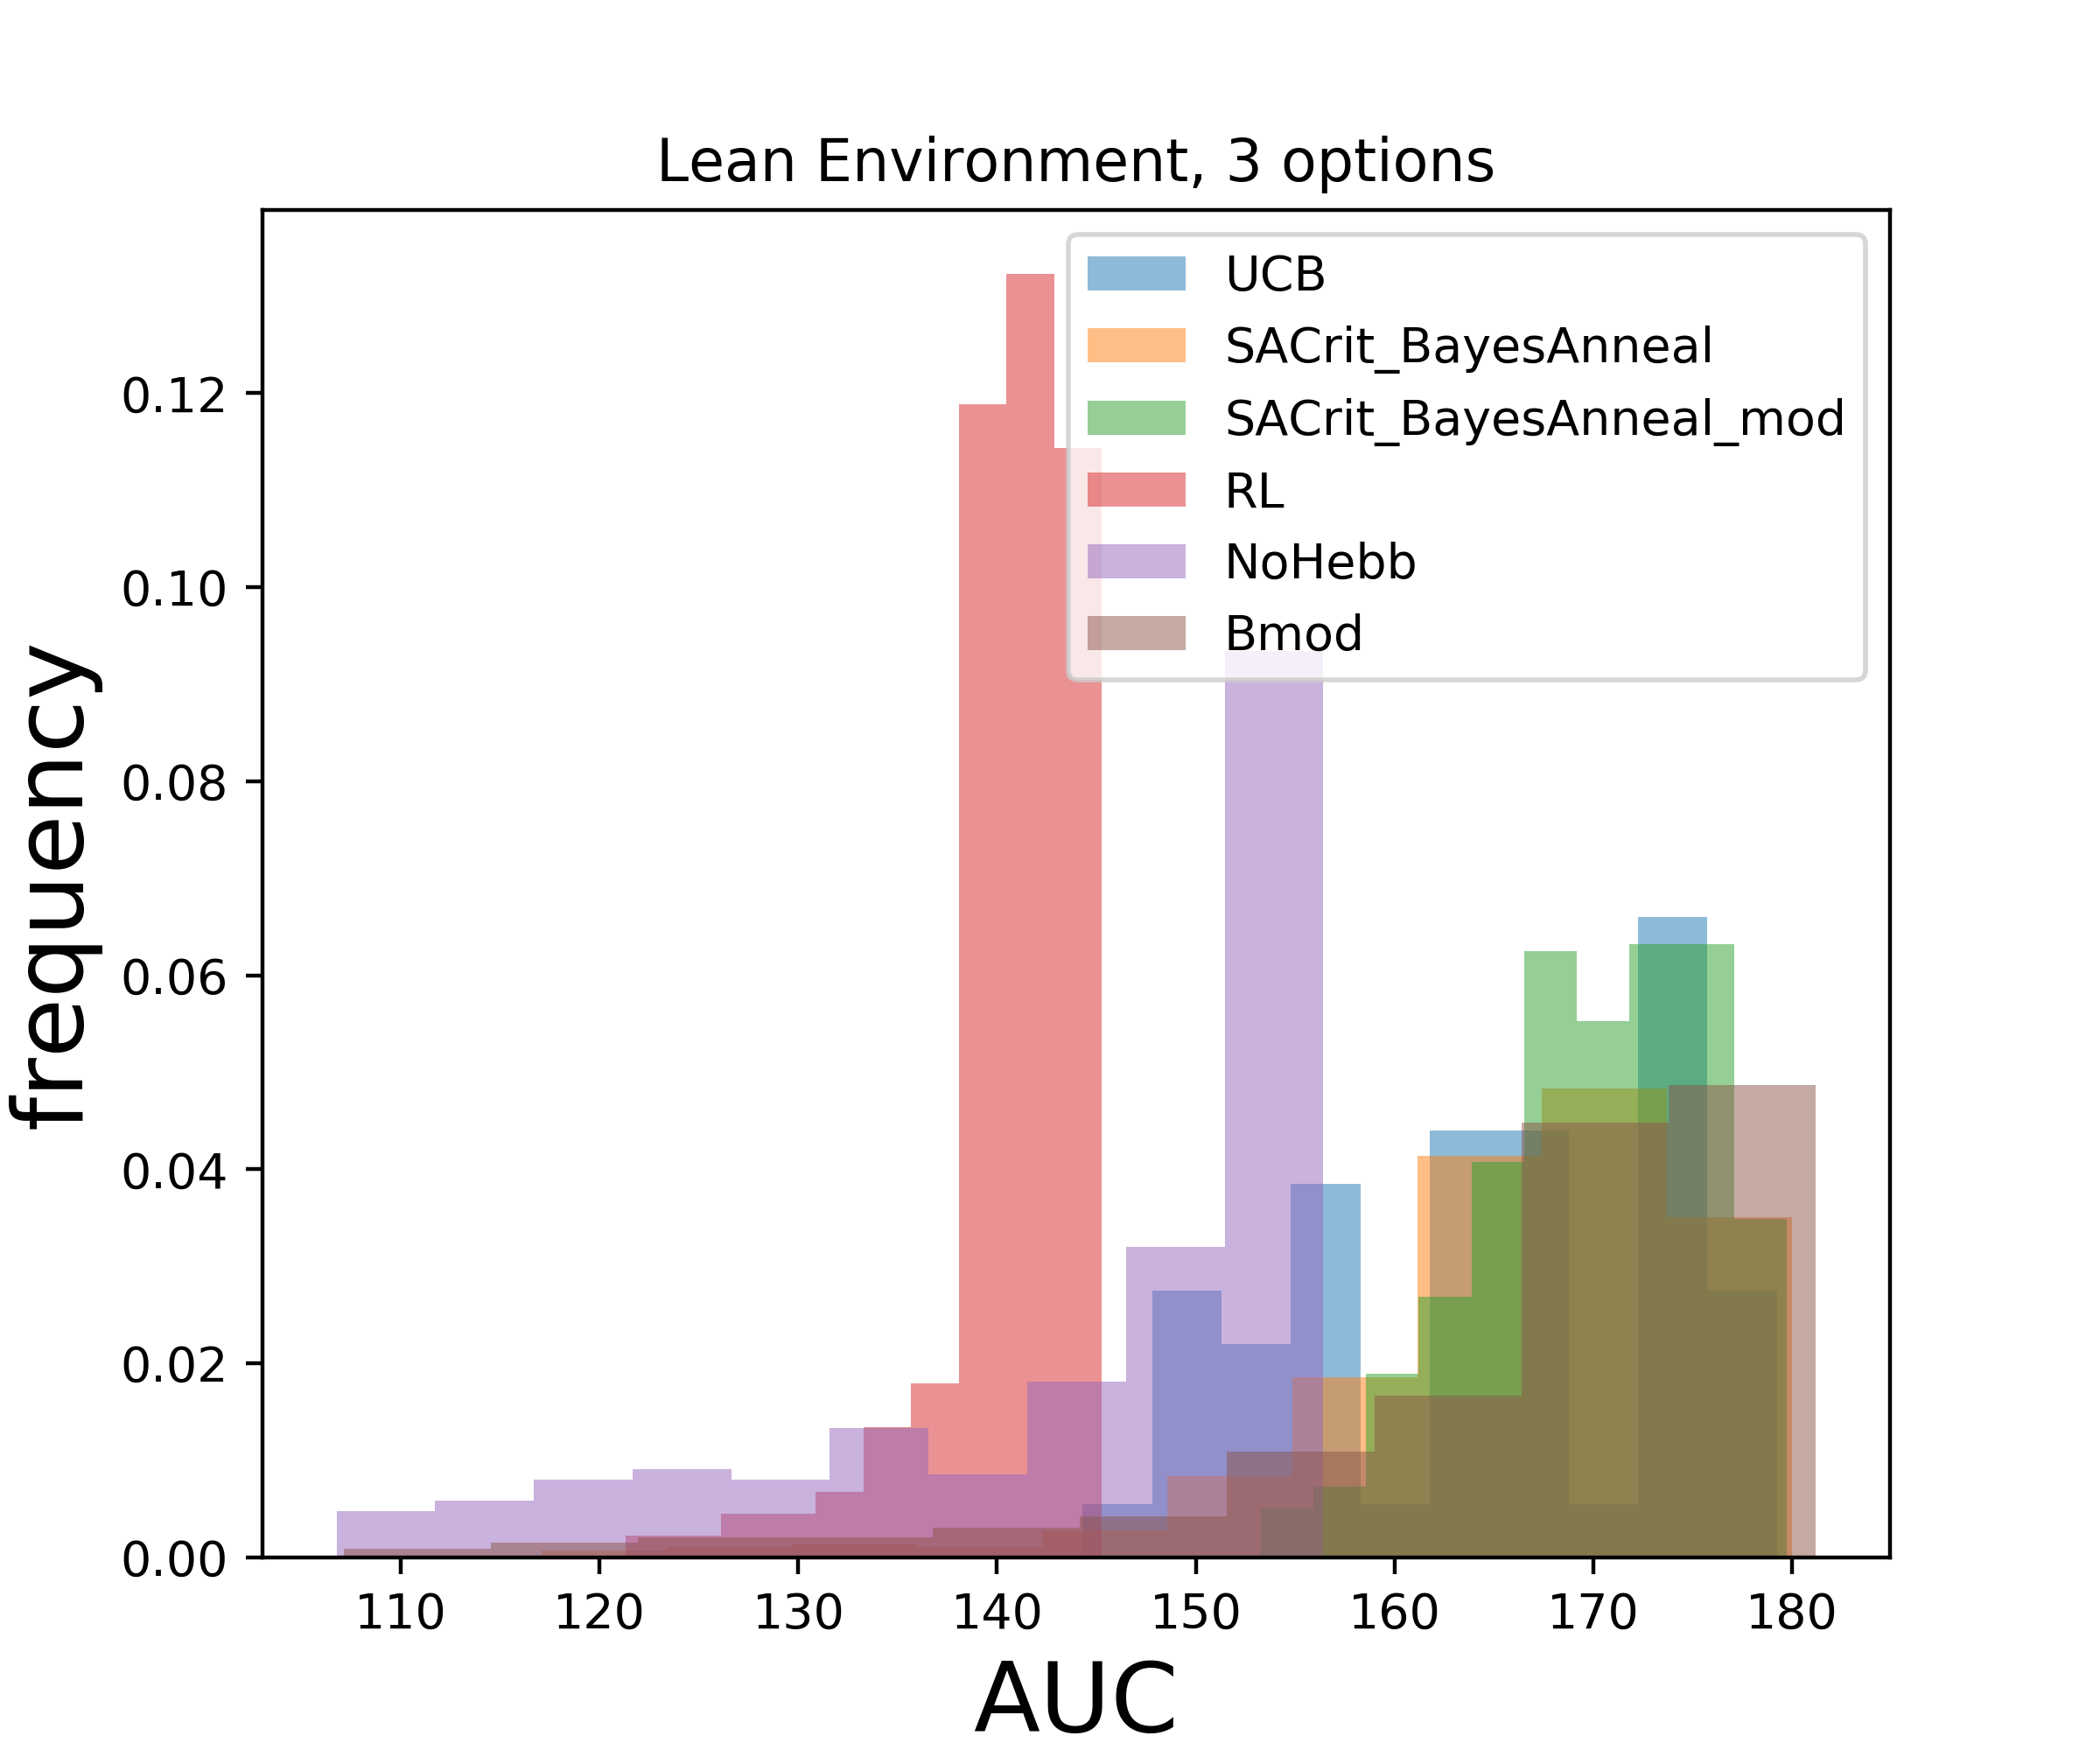 Lean Environment, 3 options
UCB
SACrit_BayesAnneal
SACrit_BayesAnneal_mod
RL
NoHebb
Bmod
frequency
0.12
0.10
0.08
0.06
0.04
0.02
0.00
110 120 130 140 150 160 170 180
AUC